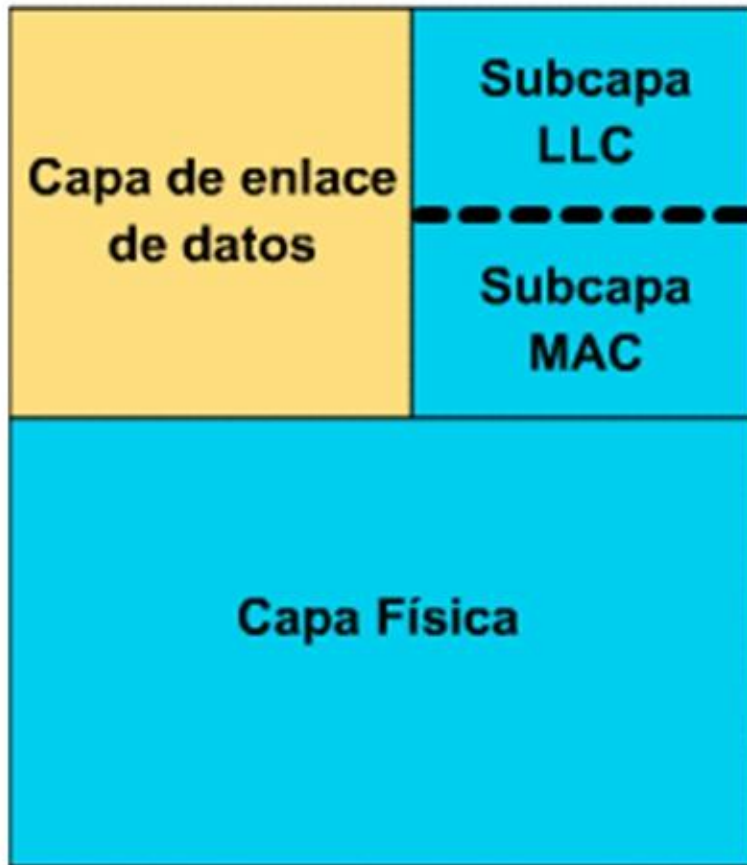 Capa de enlace
de datos
Subcapa
LLC
Subcapa
MAC
Capa Física